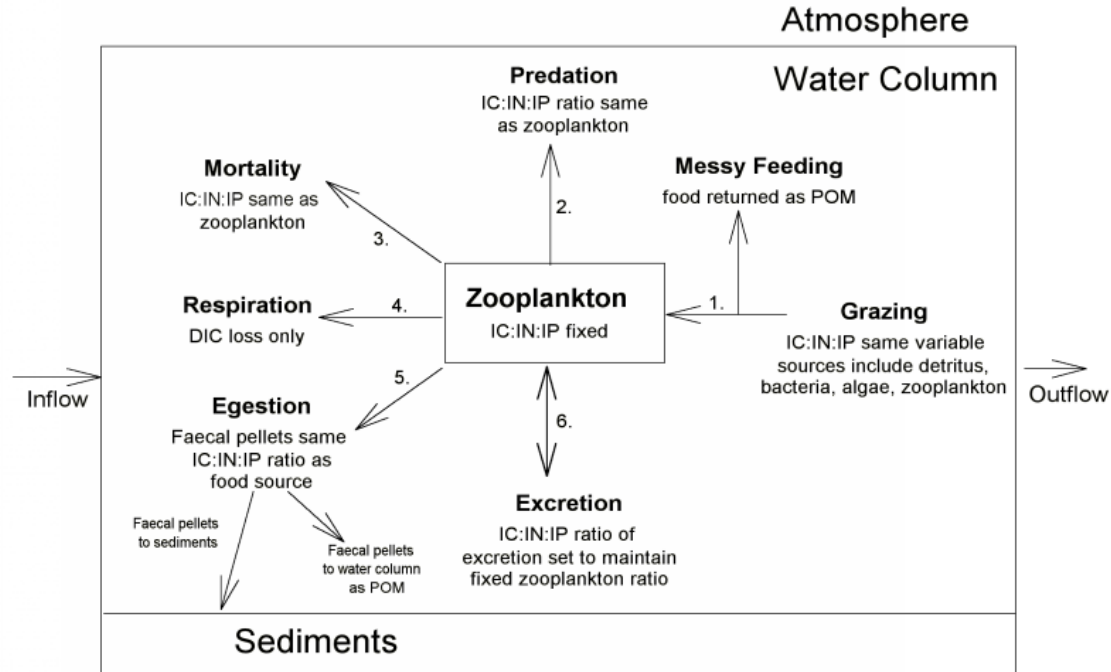 Atmosphere
Water Column
Predation
IC:IN:IP ratio same
as zooplankton
Messy Feeding
food returned as POM
Mortality
IC:IN:IP same as
zooplankton
2.
3.
Zooplankton
IC:IN:IP fixed
1.
Respiration
DIC loss only
4.
Grazing
IC:IN:IP same variable
sources include detritus,
bacteria, algae, zooplankton
Inflow
Outflow
5.
Egestion
Faecal pellets same
IC:IN:IP ratio as
food source
6.
Excretion
IC:IN:IP ratio of
excretion set to maintain
fixed zooplankton ratio
Faecal pellets
to sediments
Faecal pellets
to water column
as POM
Sediments